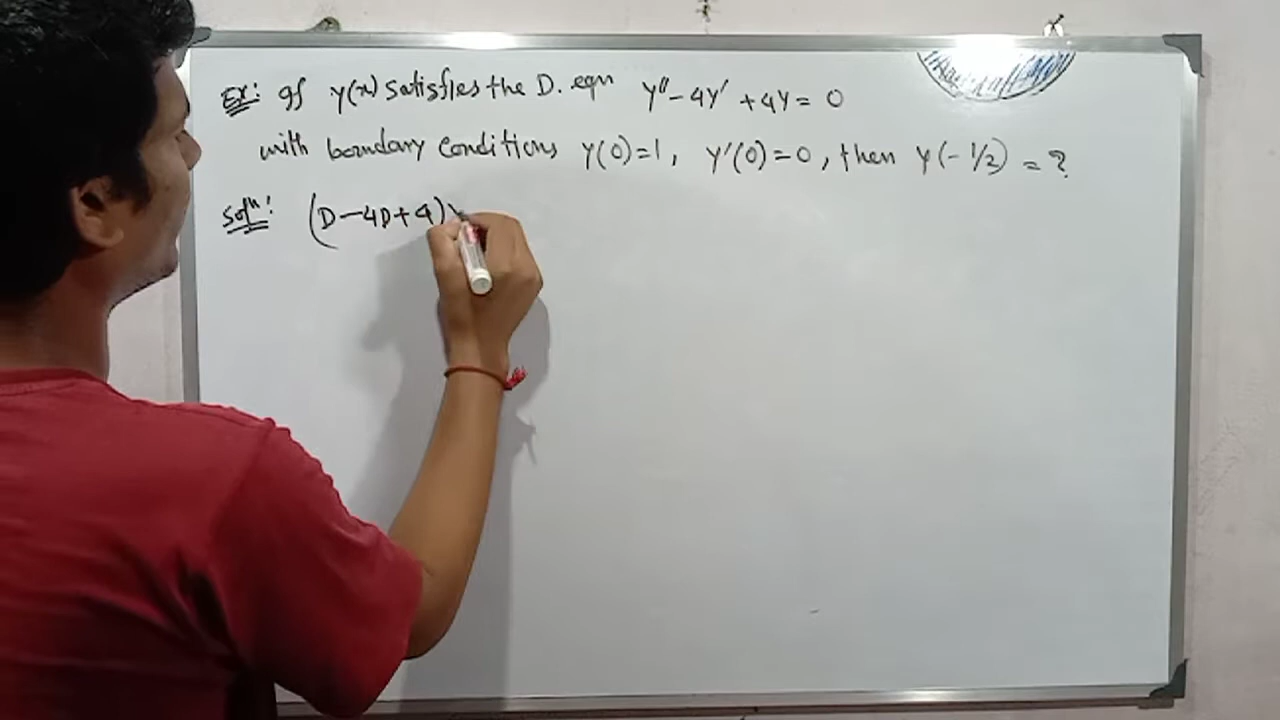 Ex: If y(x) satisfies the D. eqn y'' - 4y' + 4y = 0
with boundary conditions y(0)=1, y'(0)=0, then y(-1/2) = ?
Soln: (D-4D+4)y